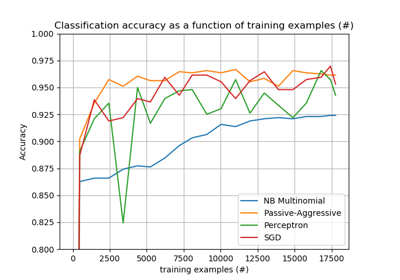 Classification accuracy as a function of training examples (#)
1.000
0.975
0.950
0.925
0.900
0.875
0.850
0.825
0.800
Accuracy
NB Multinomial
Passive-Aggressive
Perceptron
SGD
0 2500 5000 7500 10000 12500 15000 17500
training examples (#)